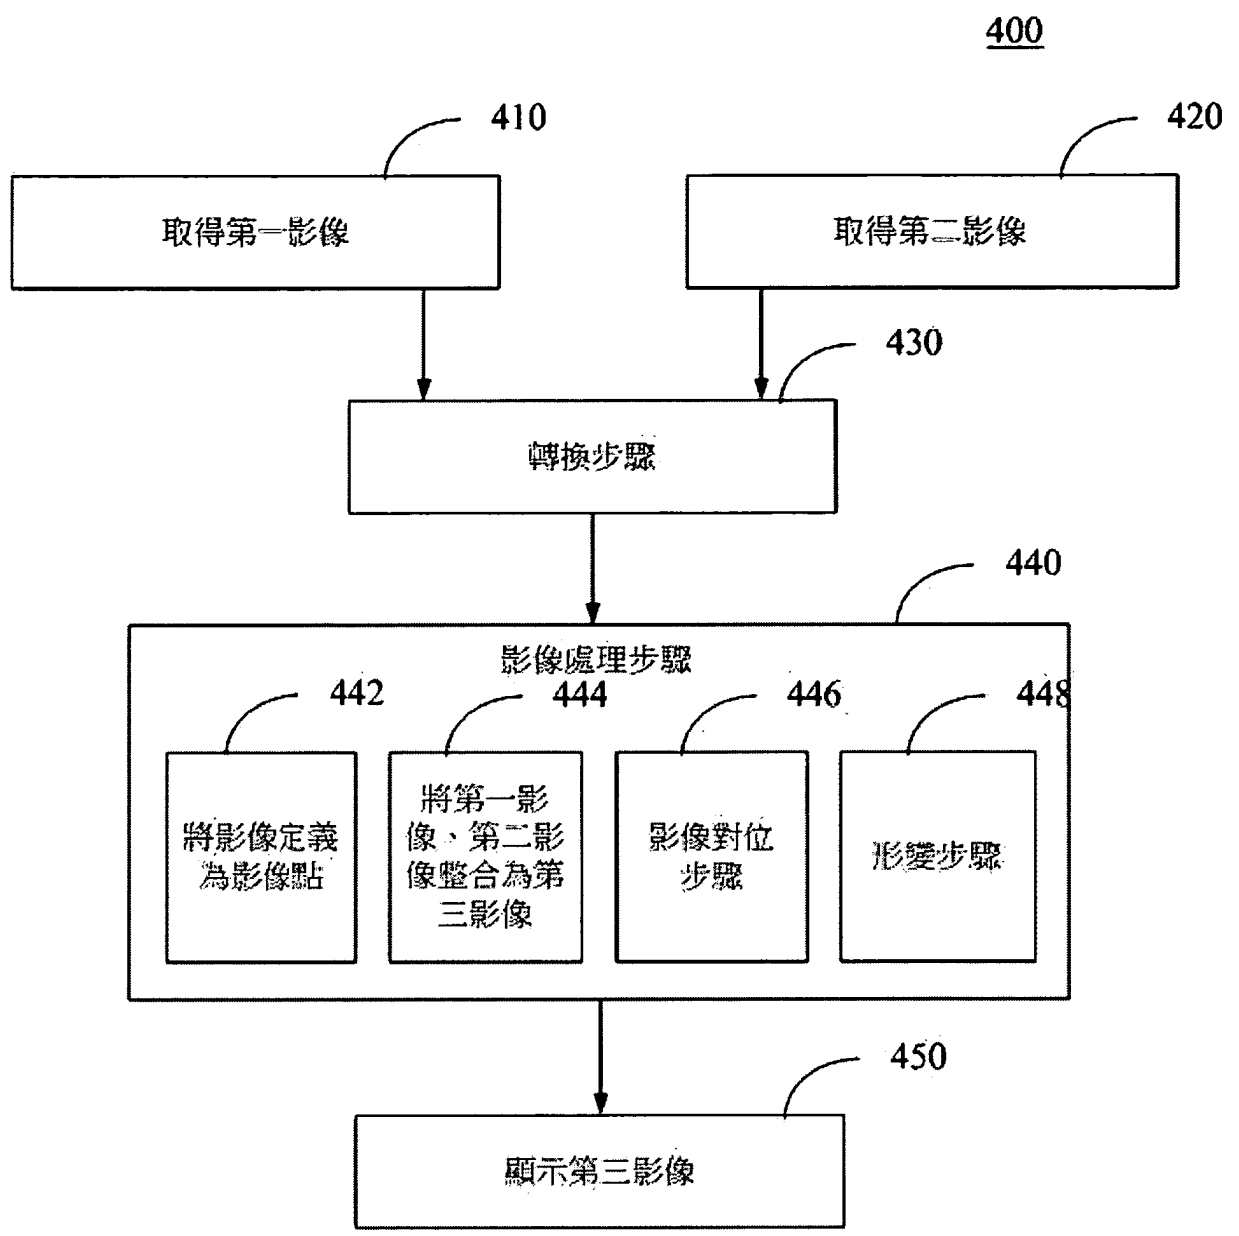 400
410
420
取得第一影像
取得第二影像
430
轉換步驟
440
影像處理步驟
442
444
446
448
將影像定義
為影像點
將第一影
像、第二影
像整合為第
三影像
影像對位
步驟
形變步驟
450
顯示第三影像